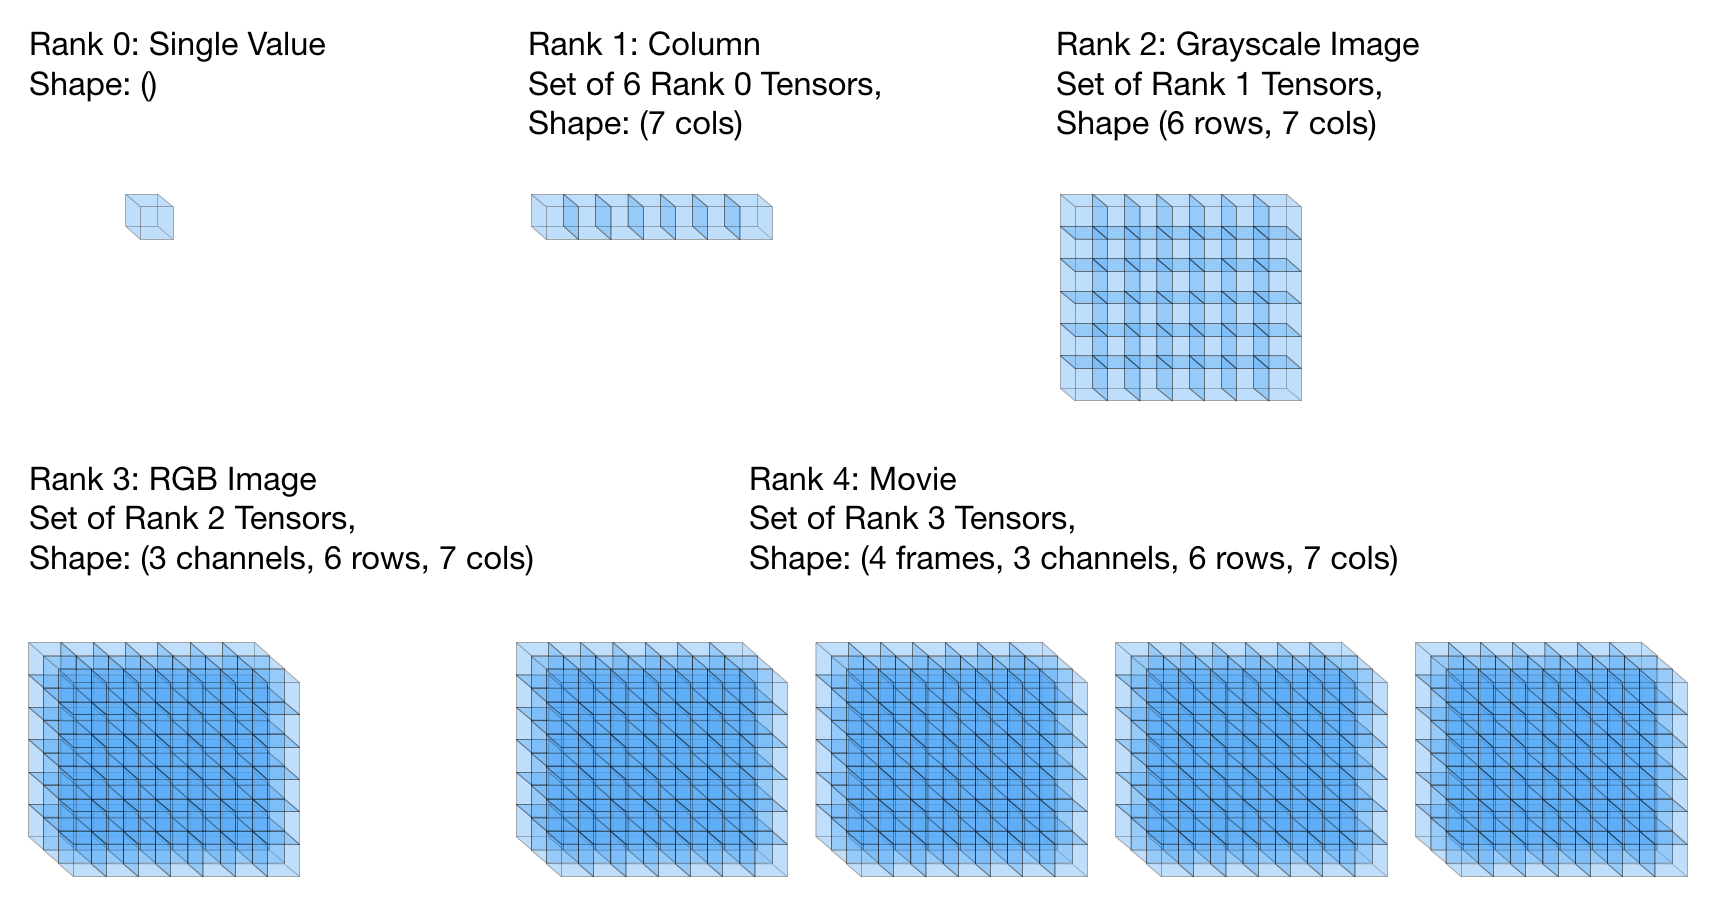 Rank 0: Single Value
Shape: ()
Rank 1: Column
Set of 6 Rank 0 Tensors,
Shape: (7 cols)
Rank 2: Grayscale Image
Set of Rank 1 Tensors,
Shape (6 rows, 7 cols)
Rank 3: RGB Image
Set of Rank 2 Tensors,
Shape: (3 channels, 6 rows, 7 cols)
Rank 4: Movie
Set of Rank 3 Tensors,
Shape: (4 frames, 3 channels, 6 rows, 7 cols)